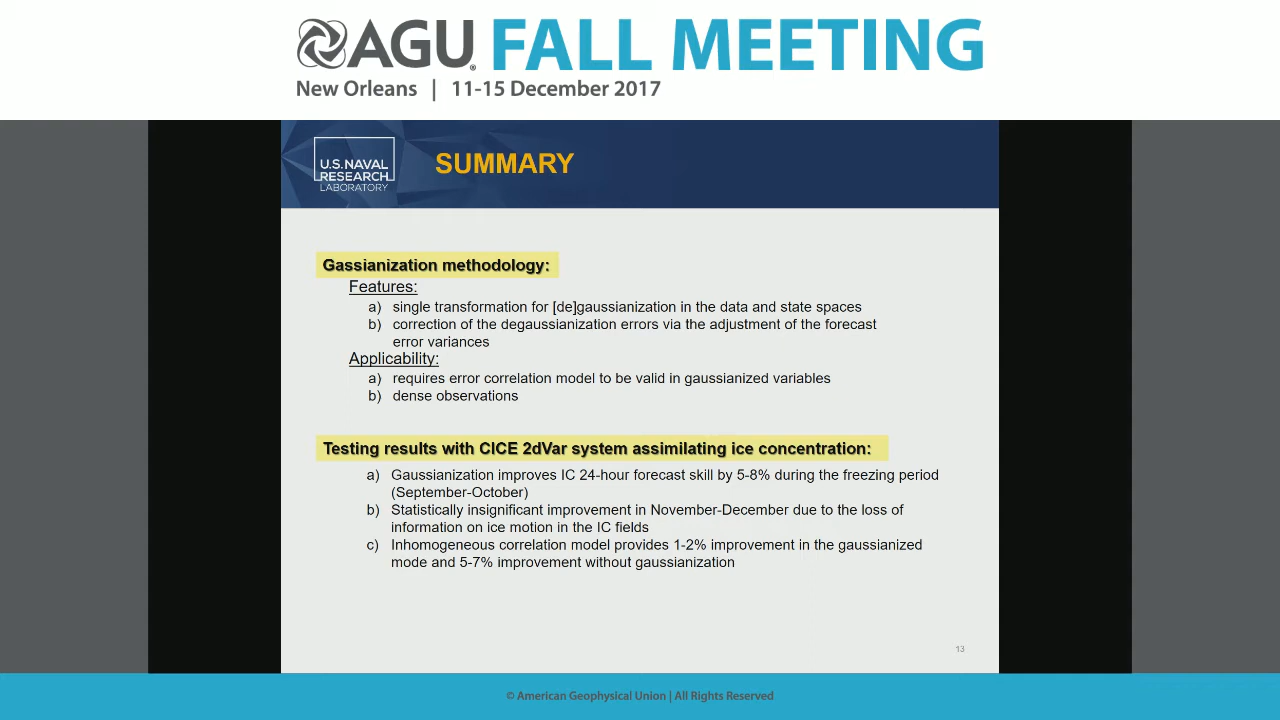 AGU FALL MEETING
New Orleans | 11-15 December 2017
U.S. NAVAL
RESEARCH
LABORATORY
SUMMARY
Gassianization methodology:
Features:
a) single transformation for [de]gaussianization in the data and state spaces
b) correction of the degaussianization errors via the adjustment of the forecast
error variances
Applicability:
a) requires error correlation model to be valid in gaussianized variables
b) dense observations
Testing results with CICE 2dVar system assimilating ice concentration:
a) Gaussianization improves IC 24-hour forecast skill by 5-8% during the freezing period
(September-October)
b) Statistically insignificant improvement in November-December due to the loss of
information on ice motion in the IC fields
c) Inhomogeneous correlation model provides 1-2% improvement in the gaussianized
mode and 5-7% improvement without gaussianization
13
© American Geophysical Union | All Rights Reserved